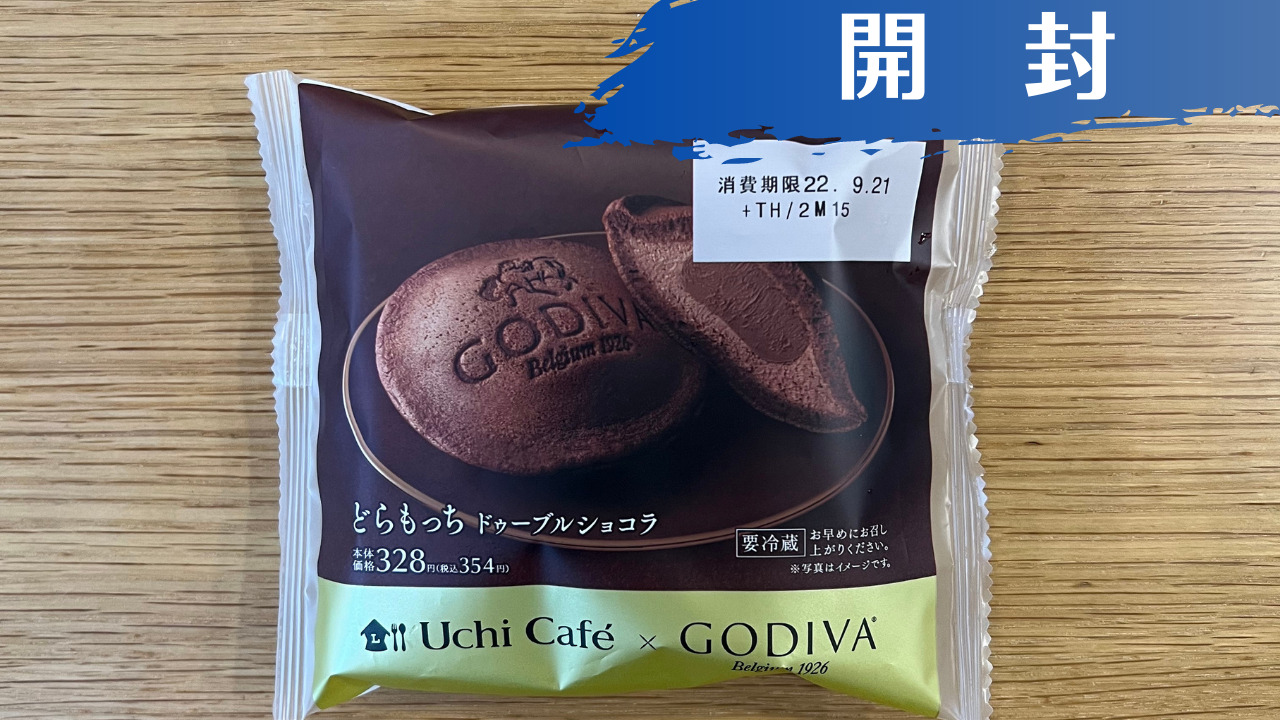 開 封
消費期限22. 9.21
+TH/2M15
GODIVA
Belgium 1926
どらもっち ドゥーブルショコラ
本体価格328円(税込354円)
要冷蔵
お早めにお召し
上がりください。
※写真はイメージです。
L Uchi Café × GODIVA
Belgium 1926